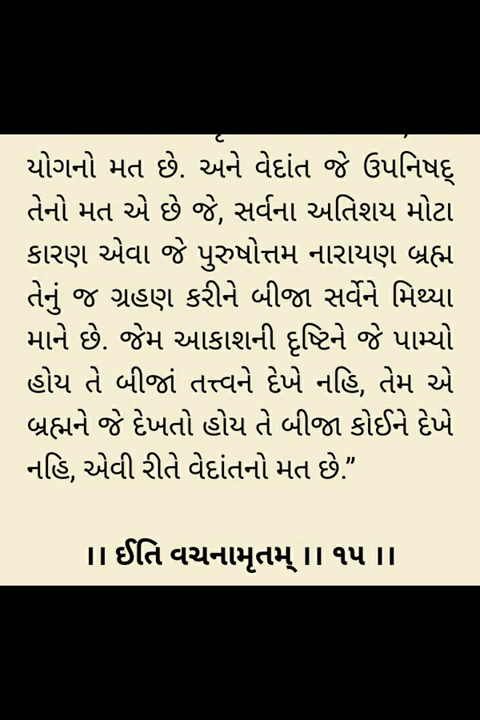 યોગનો મત છે. અને વેદાંત જે ઉપનિષદ્
તેનો મત એ છે જે, સર્વના અતિશય મોટા
કારણ એવા જે પુરુષોત્તમ નારાયણ બ્રહ્મ
તેનું જ ગ્રહણ કરીને બીજા સર્વેને મિથ્યા
માને છે. જેમ આકાશની દૃષ્ટિને જે પામ્યો
હોય તે બીજાં તત્ત્વને દેખે નહિ, તેમ એ
બ્રહ્મને જે દેખતો હોય તે બીજા કોઈને દેખે
નહિ, એવી રીતે વેદાંતનો મત છે.”
।। ઈતિ વચનામૃતમ્ ।। ૧૫ ।।